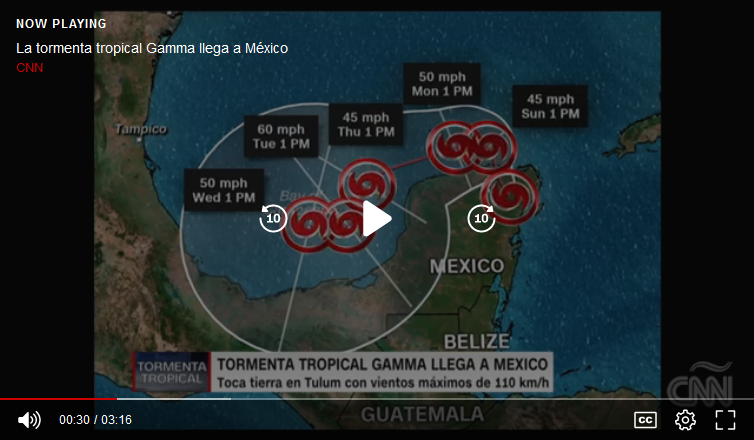 NOW PLAYING
La tormenta tropical Gamma llega a México
CNN
50 mph
Mon 1 PM
45 mph
Sun 1 PM
45 mph
Thu 1 PM
60 mph
Tue 1 PM
50 mph
Wed 1 PM
Tampico
Bay
10
10
MEXICO
BELIZE
TORMENTA
TROPICAL
TORMENTA TROPICAL GAMMA LLEGA A MEXICO
Toca tierra en Tulum con vientos máximos de 110 km/h
CNN
GUATEMALA
00:30 / 03:16
CC